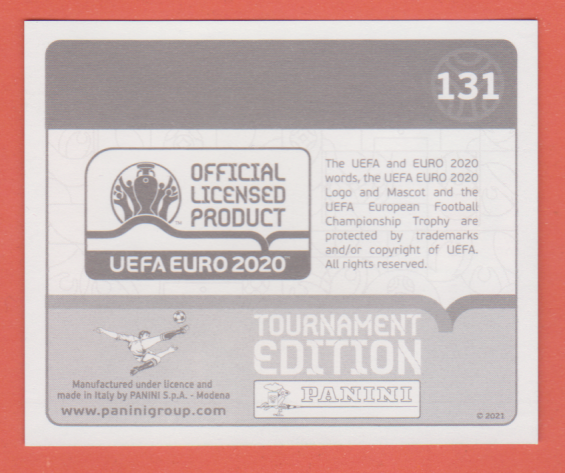 131
OFFICIAL
LICENSED
PRODUCT
UEFA EURO 2020™
The UEFA and EURO 2020
words, the UEFA EURO 2020
Logo and Mascot and the
UEFA European Football
Championship Trophy are
protected by trademarks
and/or copyright of UEFA.
All rights reserved.
TOURNAMENT
EDITION
PANINI
Manufactured under licence and
made in Italy by PANINI S.p.A. - Modena
www.paninigroup.com
© 2021